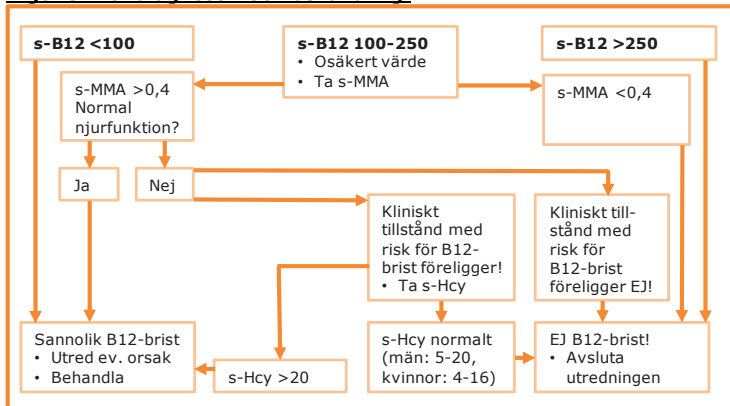 s-B12 <100
s-B12 100-250
• Osäkert värde
• Ta s-MMA
s-B12 >250
s-MMA >0,4
Normal
njurfunktion?
s-MMA <0,4
Ja
Nej
Kliniskt
tillstånd med
risk för B12-
brist föreligger!
• Ta s-Hcy
Kliniskt till-
stånd med
risk för
B12-brist
föreligger EJ!
Sannolik B12-brist
• Utred ev. orsak
• Behandla
s-Hcy >20
s-Hcy normalt
(män: 5-20,
kvinnor: 4-16)
EJ B12-brist!
• Avsluta
utredningen